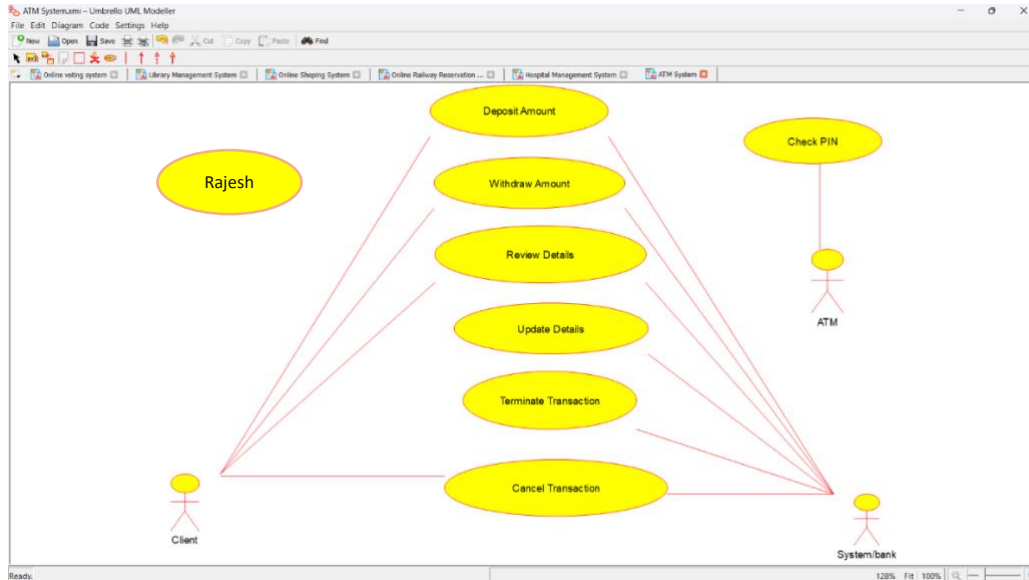 ATM System.xmi – Umbrello UML Modeller
File Edit Diagram Code Settings Help
New Open Save Cut Copy Paste Find
Online voting system Library Management System Online Shoping System Online Railway Reservation ... Hospital Management System ATM System
Deposit Amount
Check PIN
Rajesh
Withdraw Amount
Review Details
ATM
Update Details
Terminate Transaction
Cancel Transaction
Client
System/bank
Ready.
128% Fit 100%